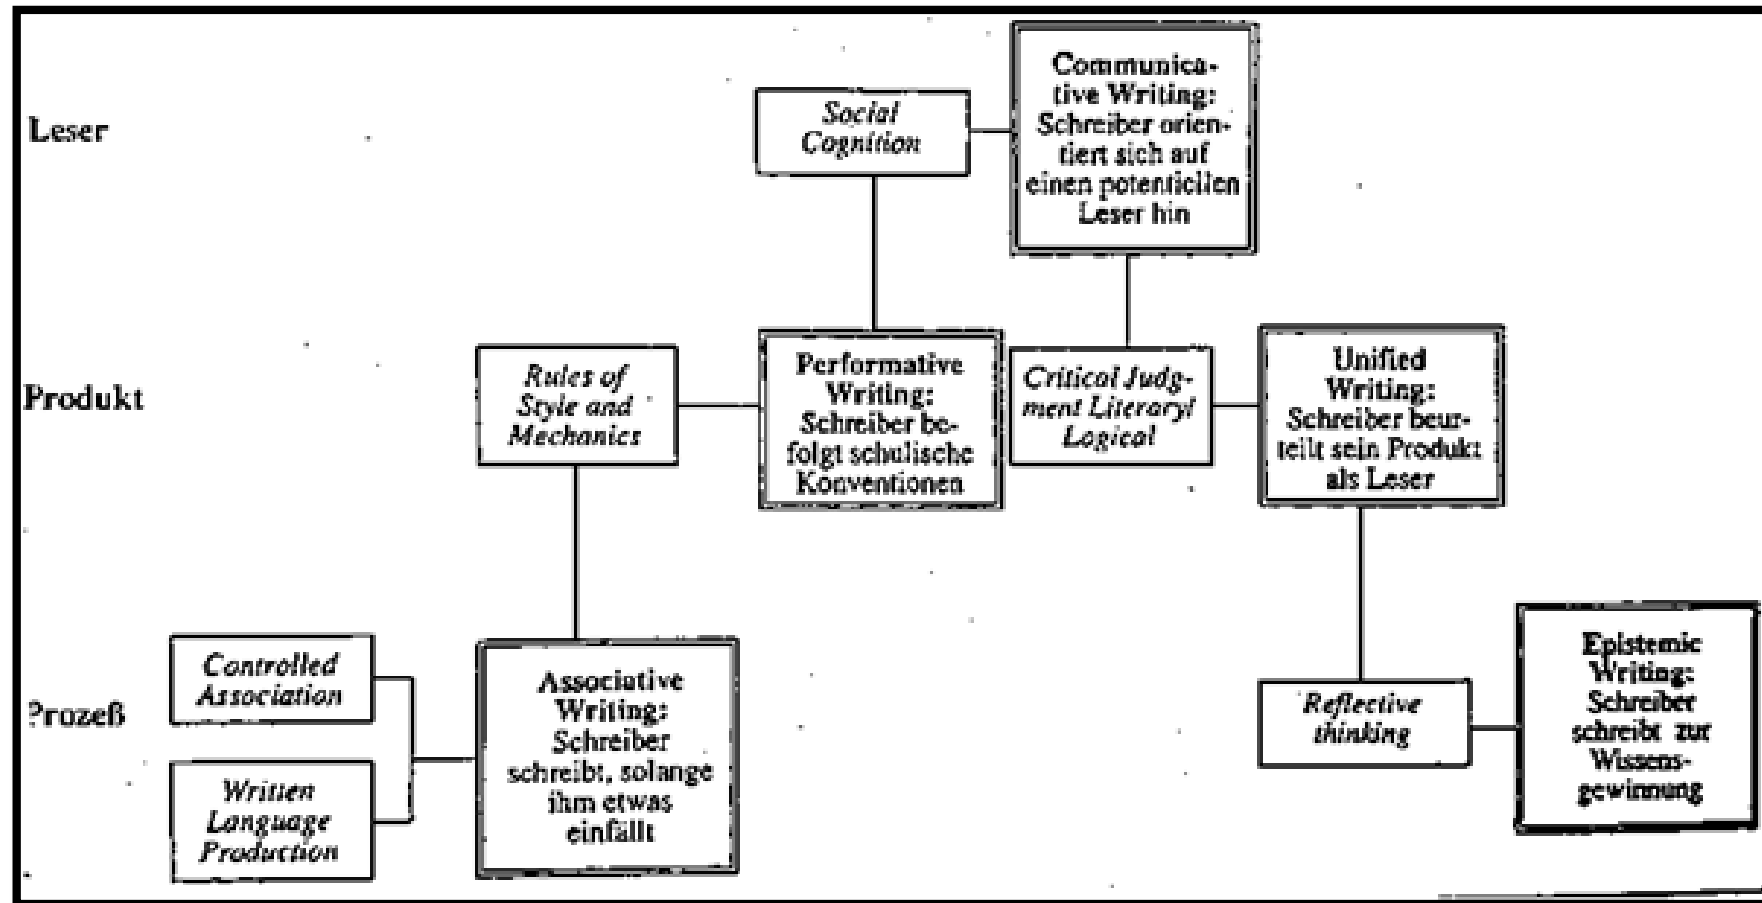 Leser
Social
Cognition
Communica-
tive Writing:
Schreiber orien-
tiert sich auf
einen potentiellen
Leser hin
Produkt
Rules of
Style and
Mechanics
Performative
Writing:
Schreiber be-
folgt schulische
Konventionen
Critical Judg-
ment Literary/
Logical
Unified
Writing:
Schreiber beur-
teilt sein Produkt
als Leser
Prozeß
Controlled
Association
Written
Language
Production
Associative
Writing:
Schreiber
schreibt, solange
ihm etwas
einfällt
Reflective
thinking
Epistemic
Writing:
Schreiber
schreibt zur
Wissens-
gewinnung